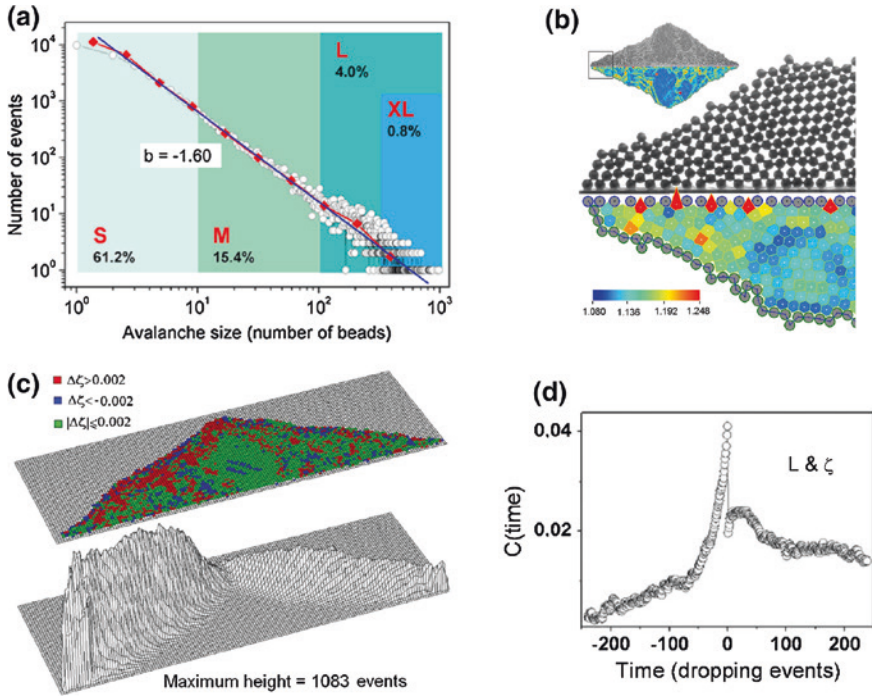 (a)
Number of events
10⁴
10³
10²
10¹
10⁰
L
4.0%
XL
0.8%
b = -1.60
S
61.2%
M
15.4%
10⁰ 10¹ 10² 10³
Avalanche size (number of beads)
(b)
1.080 1.136 1.192 1.248
(c)
Δζ>0.002
Δζ<-0.002
|Δζ|⩽0.002
Maximum height = 1083 events
(d)
C(time)
0.04
0.02
L & ζ
-200 -100 0 100 200
Time (dropping events)